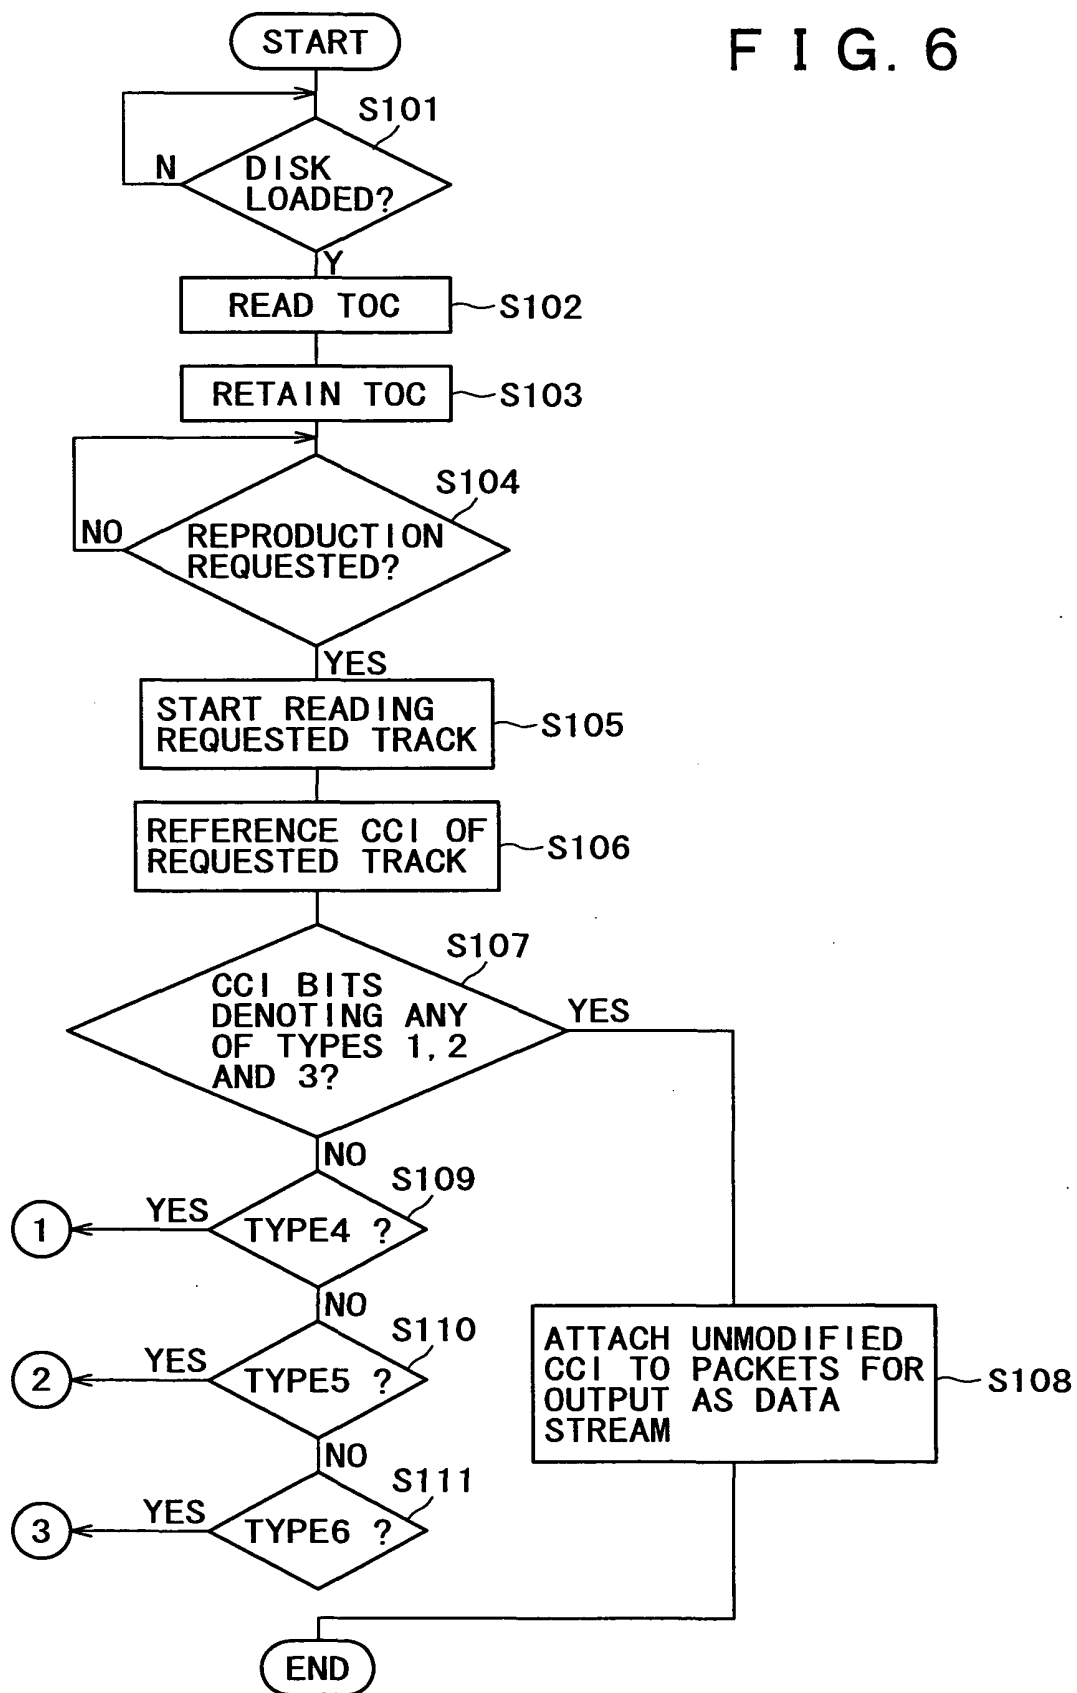 START
FIG. 6
S101
N
DISK
LOADED?
Y
READ TOC
S102
RETAIN TOC
S103
S104
NO
REPRODUCTION
REQUESTED?
YES
START READING
REQUESTED TRACK
S105
REFERENCE CCI OF
REQUESTED TRACK
S106
S107
CCI BITS
DENOTING ANY
OF TYPES 1, 2
AND 3?
YES
NO
S109
1
YES
TYPE4 ?
NO
S110
2
YES
TYPE5 ?
ATTACH UNMODIFIED
CCI TO PACKETS FOR
OUTPUT AS DATA
STREAM
S108
NO
S111
3
YES
TYPE6 ?
END